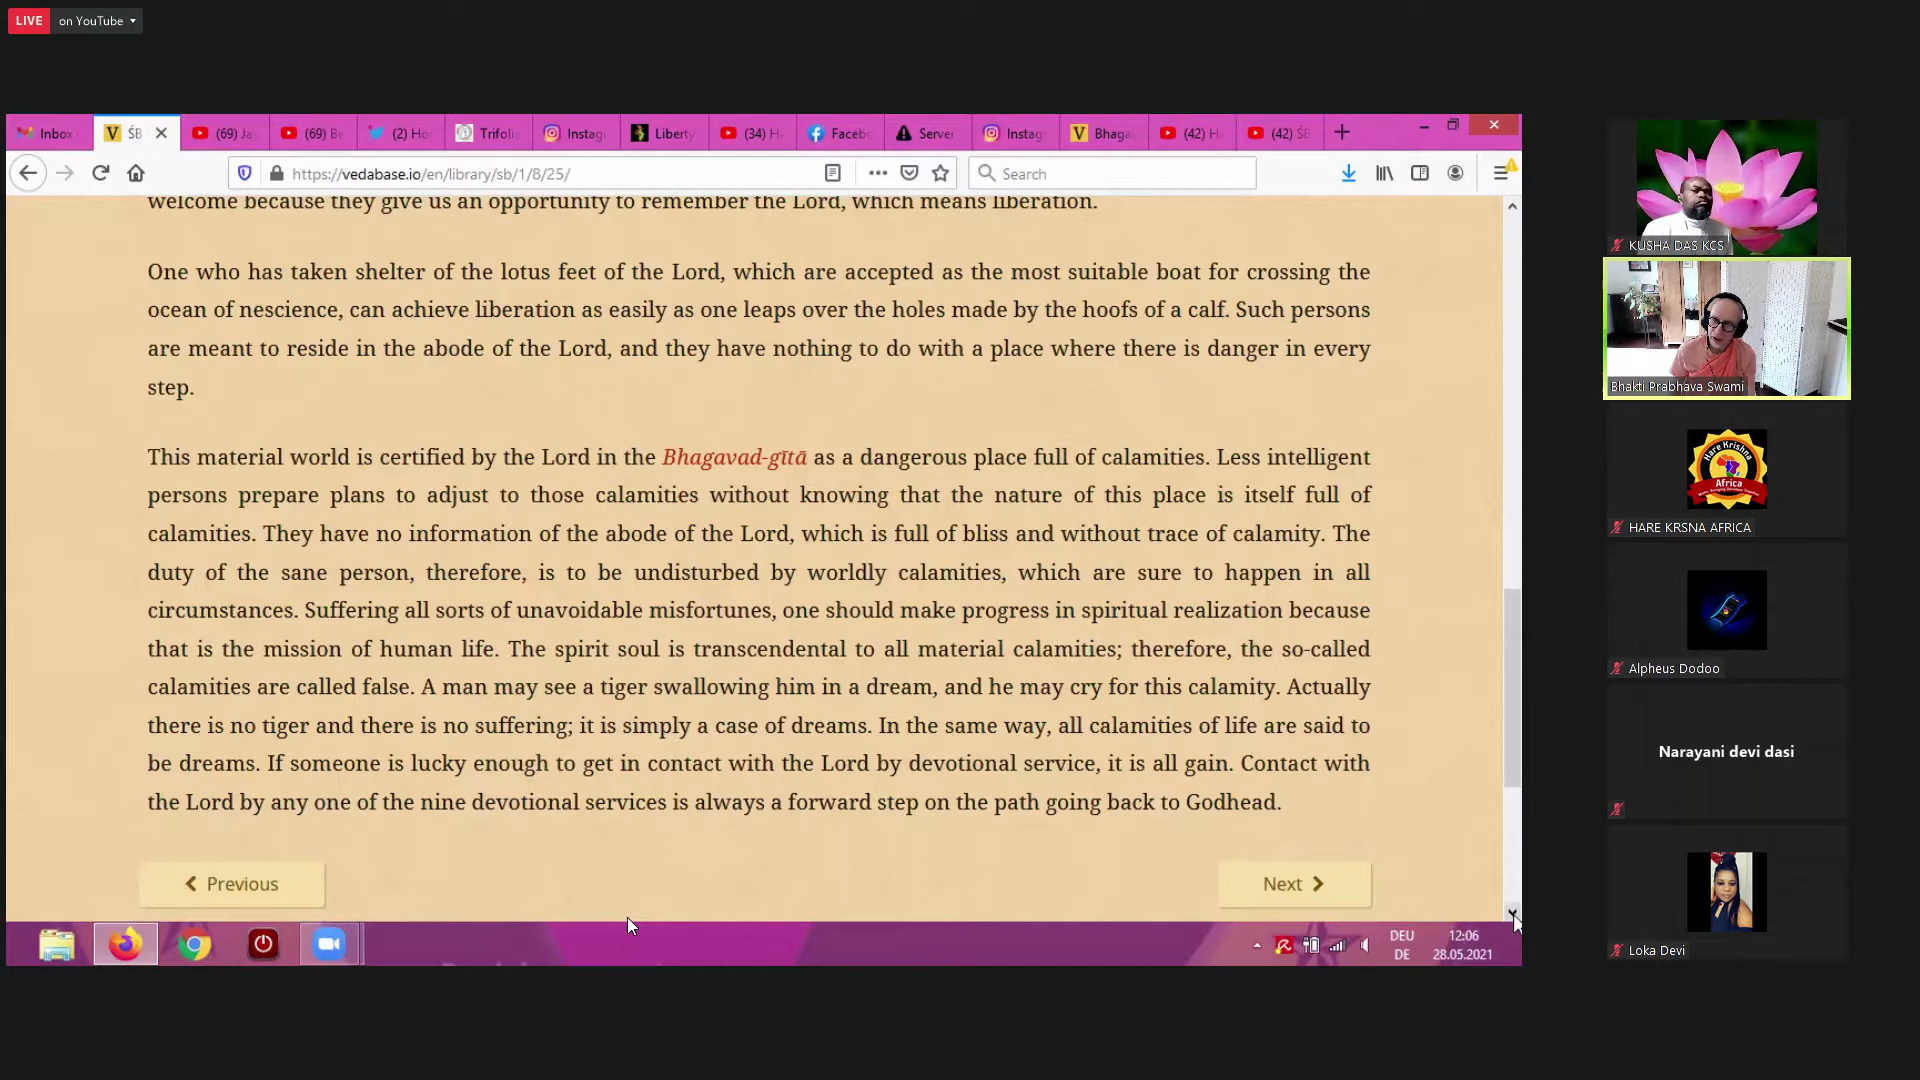 LIVE on YouTube
Inbox
ŚB
(69) Ja
(69) Be
(2) Ho
Trifolia
Instag
Liberty
(34) H
Facebo
Server
Instag
Bhaga
(42) H
(42) ŚB
https://vedabase.io/en/library/sb/1/8/25/
Search
welcome because they give us an opportunity to remember the Lord, which means liberation.
One who has taken shelter of the lotus feet of the Lord, which are accepted as the most suitable boat for crossing the
ocean of nescience, can achieve liberation as easily as one leaps over the holes made by the hoofs of a calf. Such persons
are meant to reside in the abode of the Lord, and they have nothing to do with a place where there is danger in every
step.
This material world is certified by the Lord in the Bhagavad-gītā as a dangerous place full of calamities. Less intelligent
persons prepare plans to adjust to those calamities without knowing that the nature of this place is itself full of
calamities. They have no information of the abode of the Lord, which is full of bliss and without trace of calamity. The
duty of the sane person, therefore, is to be undisturbed by worldly calamities, which are sure to happen in all
circumstances. Suffering all sorts of unavoidable misfortunes, one should make progress in spiritual realization because
that is the mission of human life. The spirit soul is transcendental to all material calamities; therefore, the so-called
calamities are called false. A man may see a tiger swallowing him in a dream, and he may cry for this calamity. Actually
there is no tiger and there is no suffering; it is simply a case of dreams. In the same way, all calamities of life are said to
be dreams. If someone is lucky enough to get in contact with the Lord by devotional service, it is all gain. Contact with
the Lord by any one of the nine devotional services is always a forward step on the path going back to Godhead.
Previous
Next
DEU
DE
12:06
28.05.2021
KUSHA DAS KCS
Bhakti Prabhava Swami
Hare Krishna
Africa
HARE KRSNA AFRICA
Alpheus Dodoo
Narayani devi dasi
Loka Devi